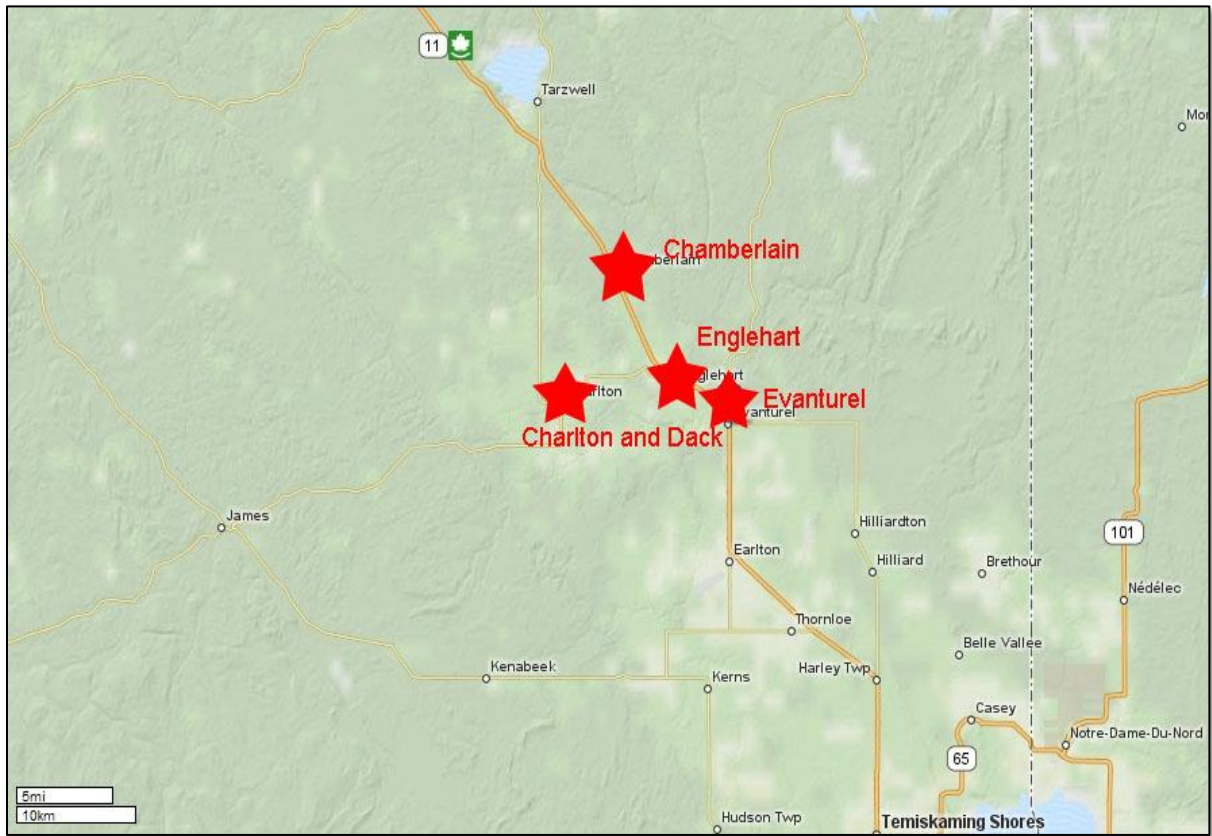 11
Tarzwell
Chamberlain
Englehart
Evanturel
Charlton and Dack
James
Hilliardton
Earlton
Hilliard
Brethour
101
Nédélec
Thornloe
Belle Vallee
Kenabeek
Harley Twp
Kerns
Casey
Notre-Dame-Du-Nord
65
5mi
10km
Hudson Twp
Temiskaming Shores